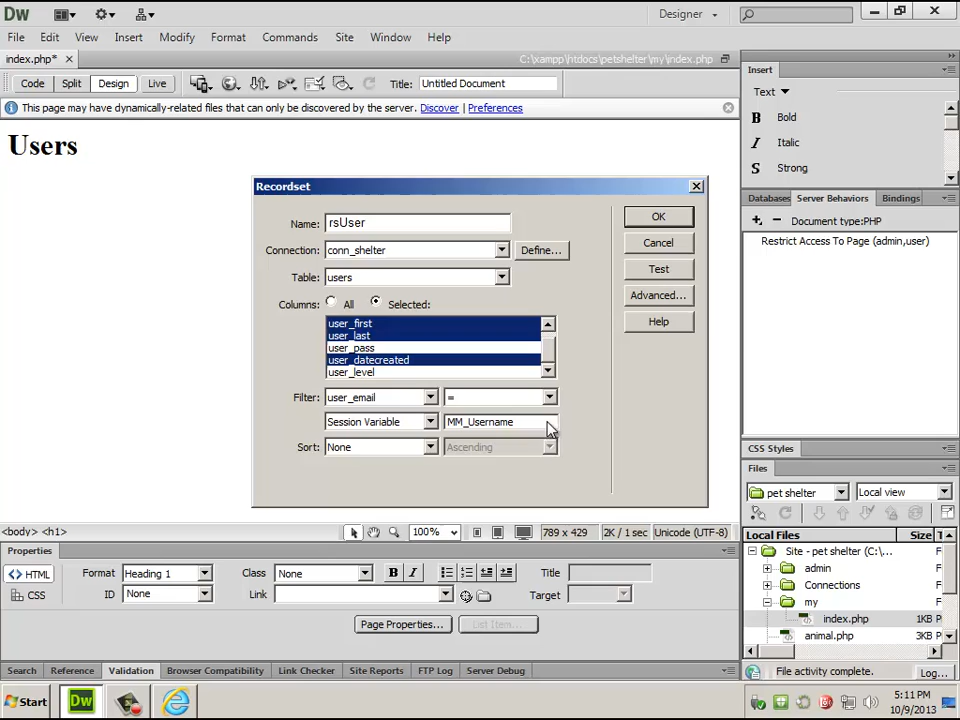 Dw
Designer
File Edit View Insert Modify Format Commands Site Window Help
index.php* × C:\xampp\htdocs\petshelter\my\index.php
Code Split Design Live Title: Untitled Document
This page may have dynamically-related files that can only be discovered by the server. Discover | Preferences
Users
Recordset
Name: rsUser
OK
Connection: conn_shelter Define...
Cancel
Table: users
Test
Columns: All Selected:
Advanced...
user_first
user_last
user_pass
user_datecreated
user_level
Help
Filter: user_email =
Session Variable MM_Username
Sort: None Ascending
Insert
Text
B Bold
I Italic
S Strong
Databases Server Behaviors Bindings
Document type:PHP
Restrict Access To Page (admin,user)
CSS Styles
Files
pet shelter Local view
Local Files Size T
Site - pet shelter (C:\... F
admin F
Connections F
my F
index.php 1KB P
animal.php 3KB P
File activity complete. Log...
<body> <h1> 100% 789 x 429 2K / 1 sec Unicode (UTF-8)
Properties
<> HTML Format Heading 1 Class None B I Title
CSS ID None Link Target
Page Properties... List Item...
Search Reference Validation Browser Compatibility Link Checker Site Reports FTP Log Server Debug
Start Dw
5:11 PM
10/9/2013